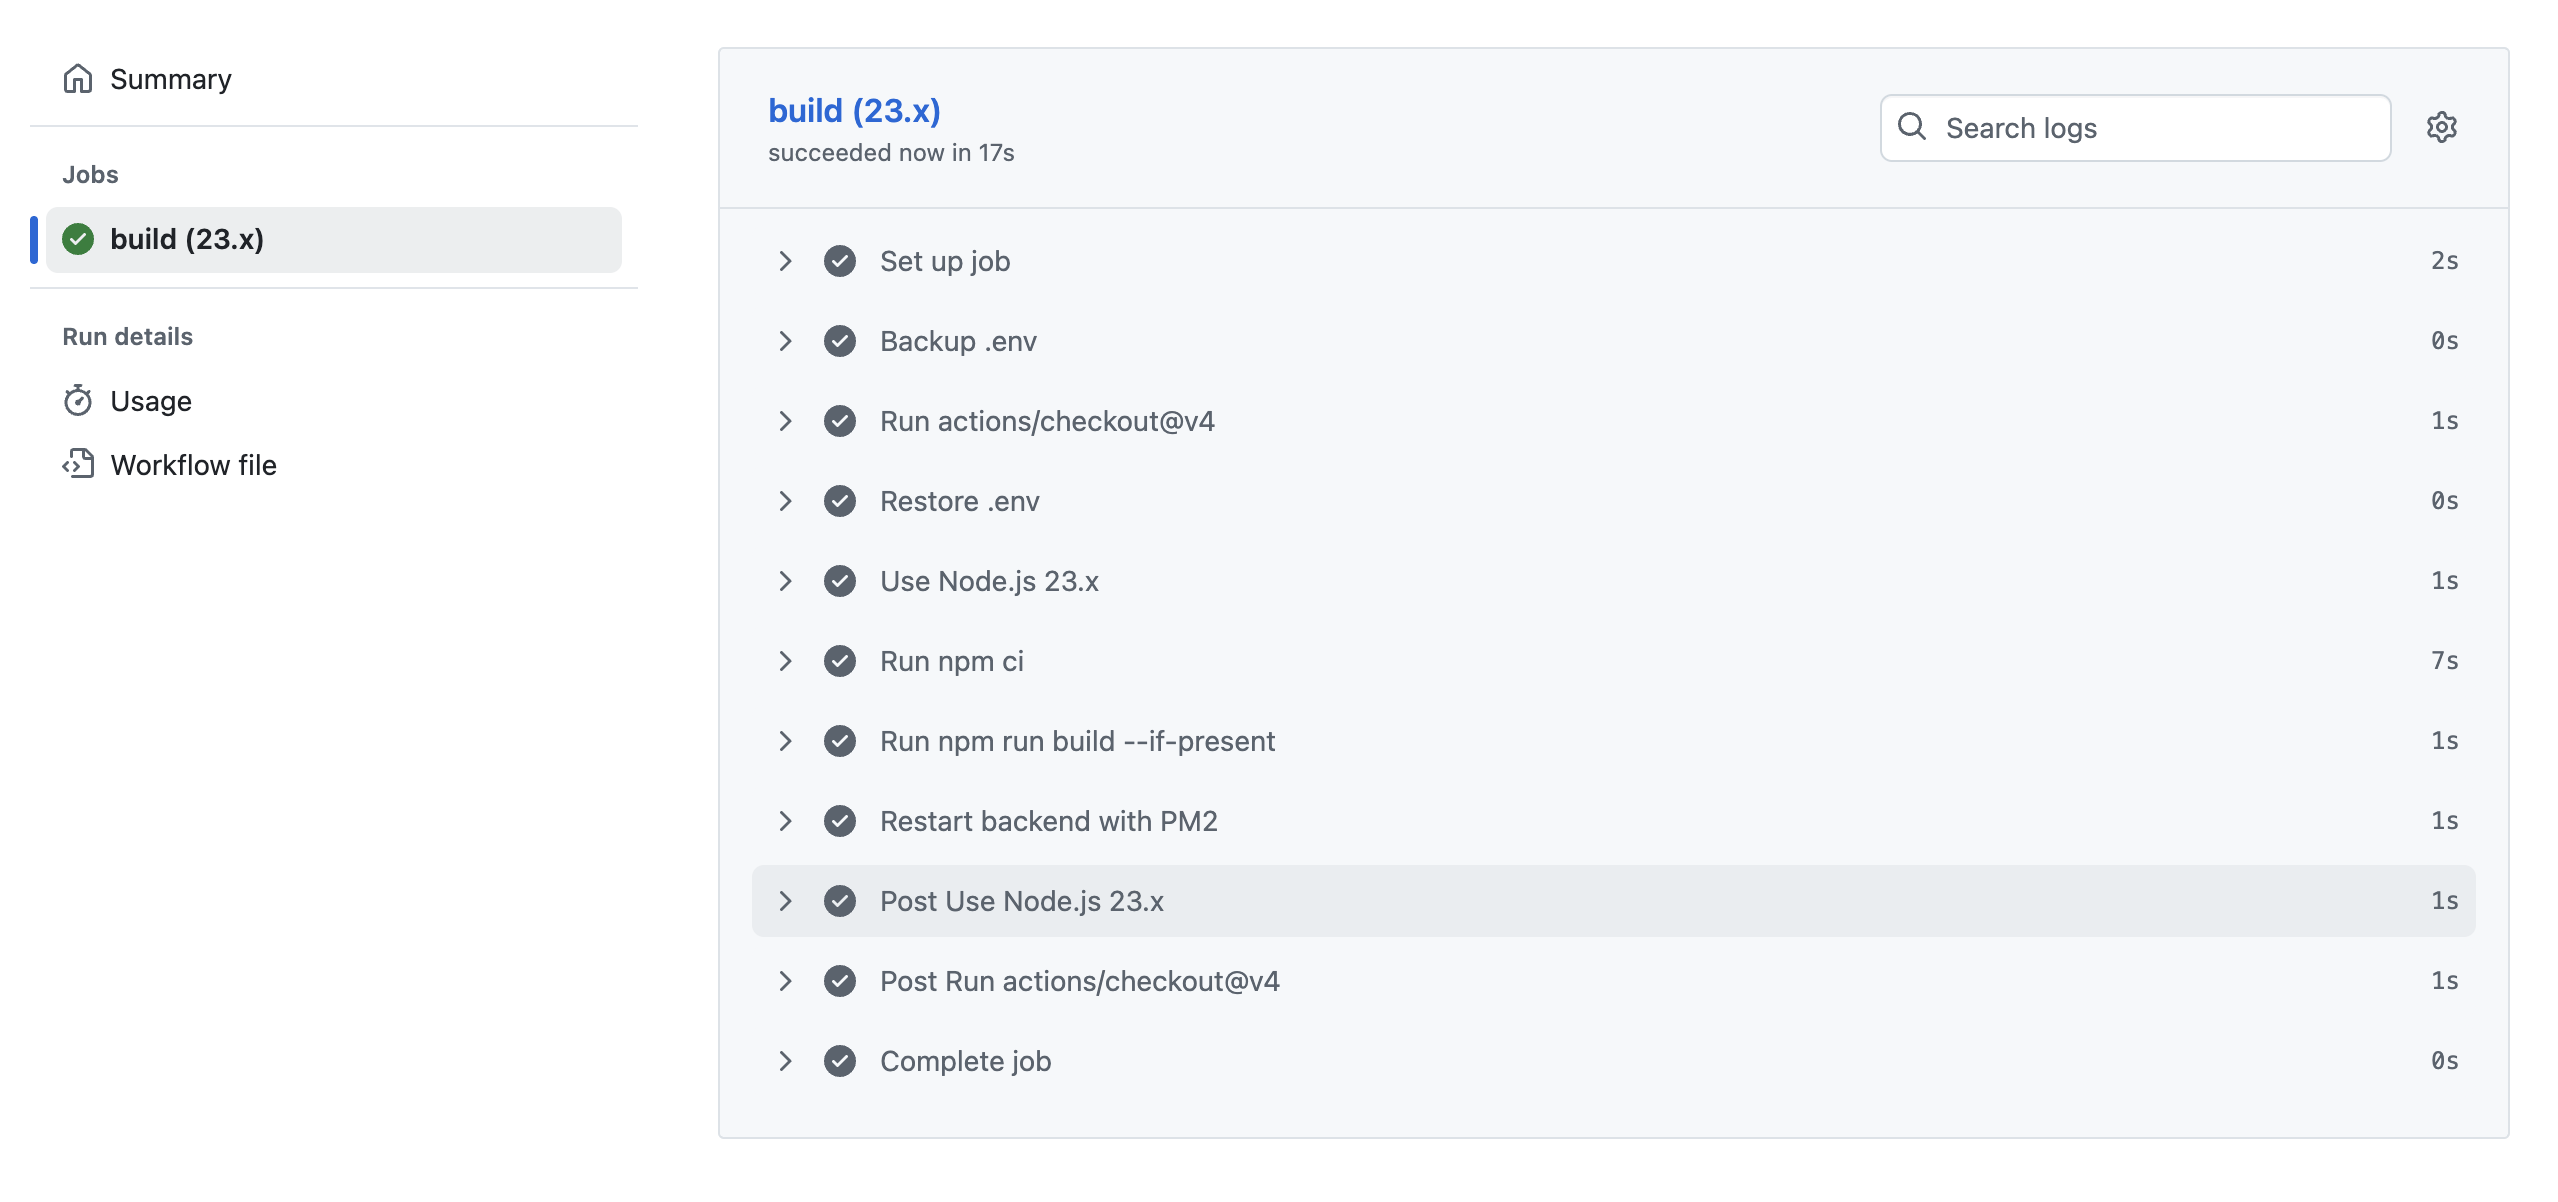 Summary
Jobs
build (23.x)
Run details
Usage
Workflow file
build (23.x)
succeeded now in 17s
Search logs
Set up job 2s
Backup .env 0s
Run actions/checkout@v4 1s
Restore .env 0s
Use Node.js 23.x 1s
Run npm ci 7s
Run npm run build --if-present 1s
Restart backend with PM2 1s
Post Use Node.js 23.x 1s
Post Run actions/checkout@v4 1s
Complete job 0s